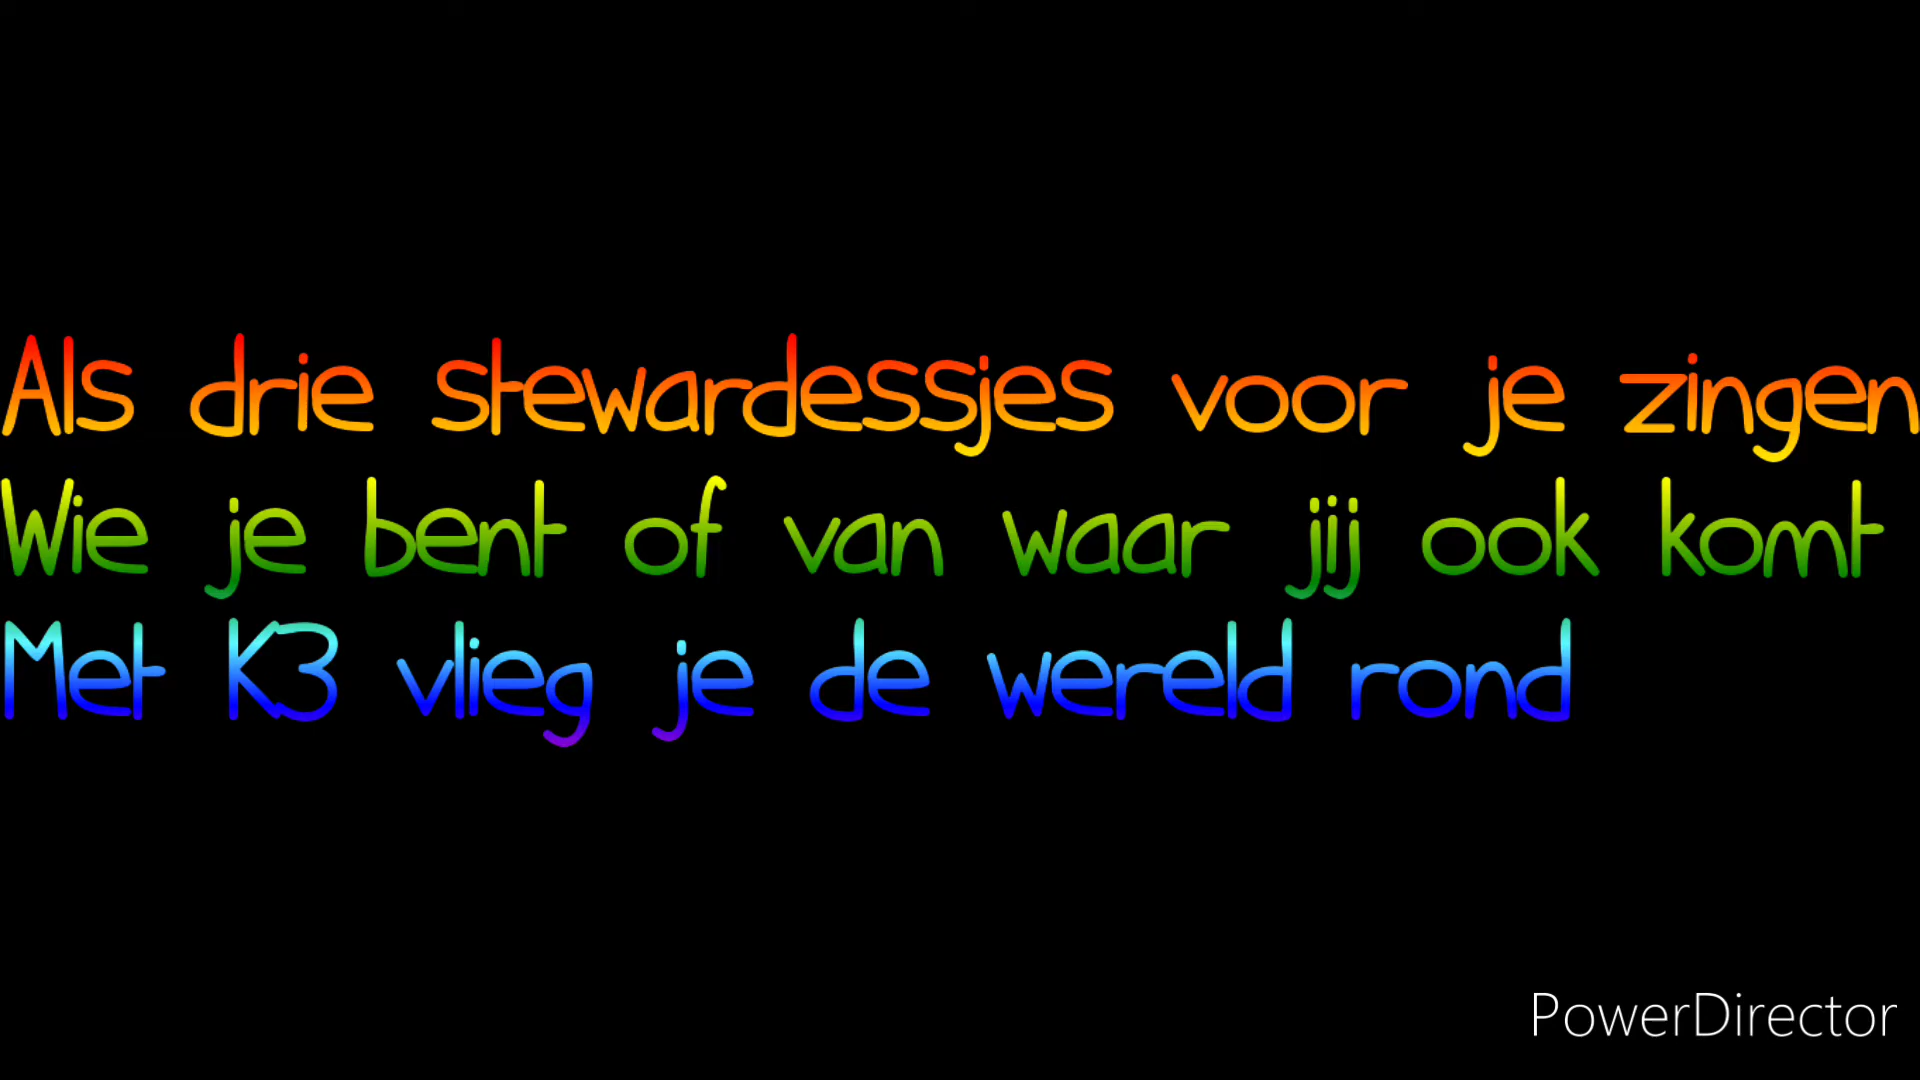 Als drie stewardessjes voor je zingen
Wie je bent of van waar jij ook komt
Met K3 vlieg je de wereld rond
PowerDirector